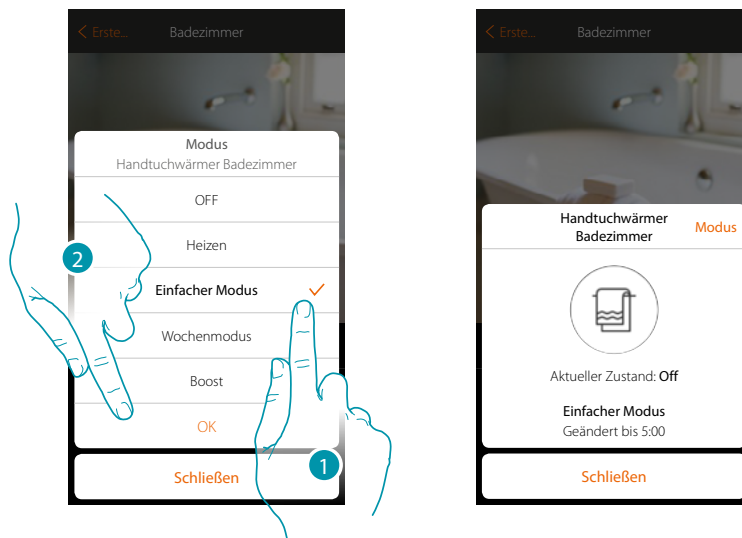 < Erste... Badezimmer
Modus
Handtuchwärmer Badezimmer
OFF
Heizen
2
Einfacher Modus
Wochenmodus
Boost
OK
1
Schließen
< Erste... Badezimmer
Handtuchwärmer
Badezimmer
Modus
Aktueller Zustand: Off
Einfacher Modus
Geändert bis 5:00
Schließen